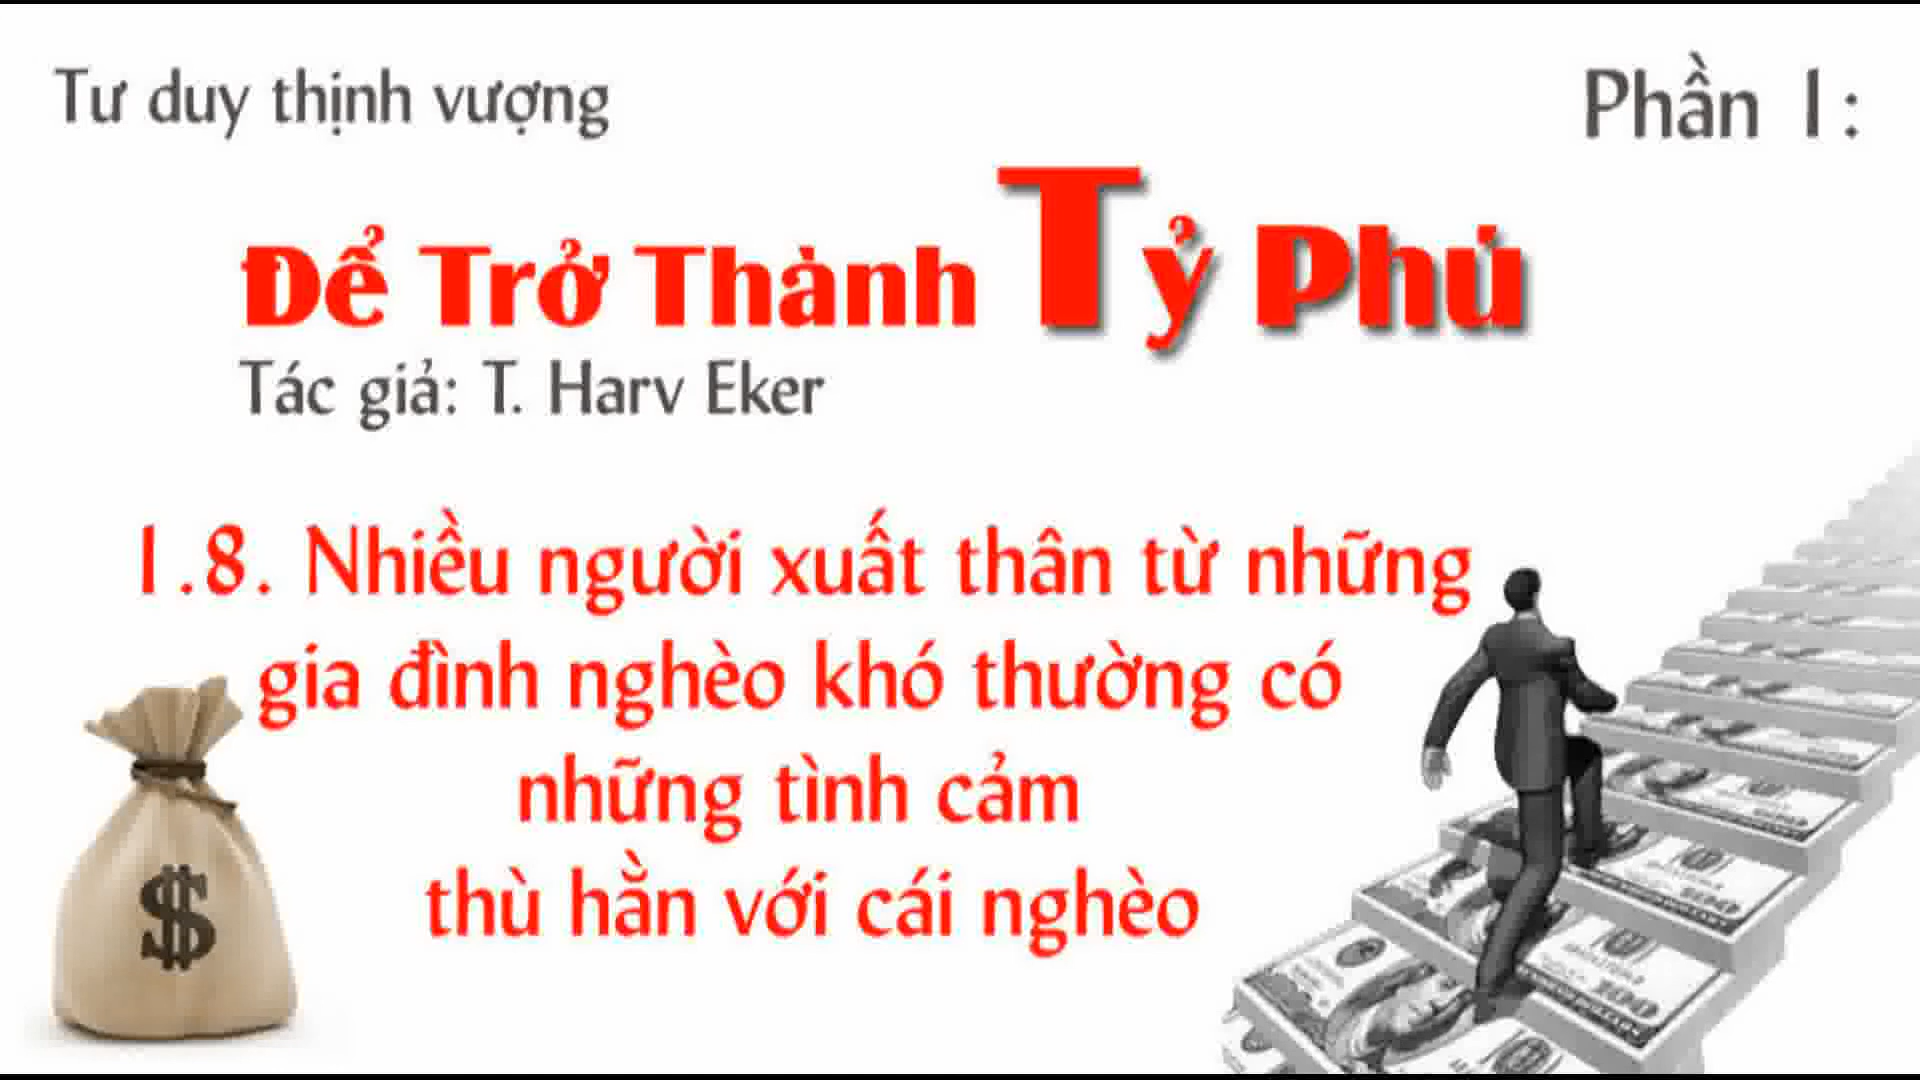 Tư duy thịnh vượng
Phần 1:
Để Trở Thành Tỷ Phú
Tác giả: T. Harv Eker
1.8. Nhiều người xuất thân từ những
gia đình nghèo khó thường có
những tình cảm
thù hằn với cái nghèo
$